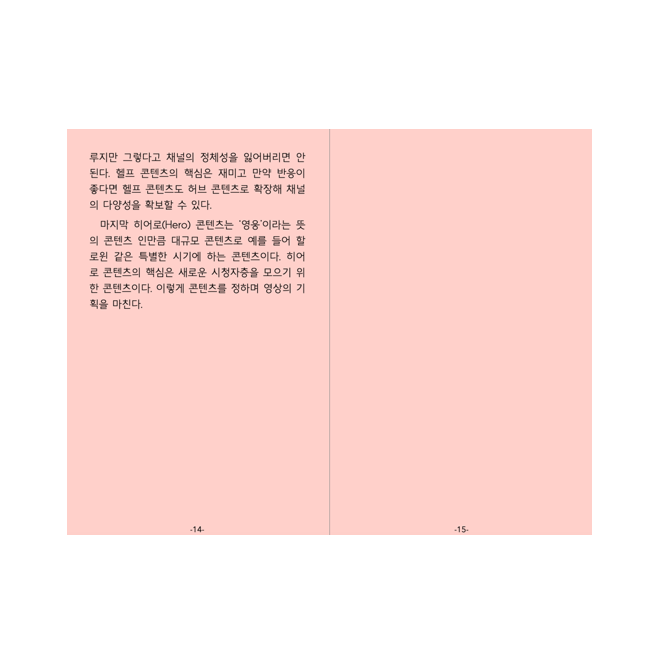 루지만 그렇다고 채널의 정체성을 잃어버리면 안
된다. 헬프 콘텐츠의 핵심은 재미고 만약 반응이
좋다면 헬프 콘텐츠도 허브 콘텐츠로 확장해 채널
의 다양성을 확보할 수 있다.
마지막 히어로(Hero) 콘텐츠는 '영웅'이라는 뜻
의 콘텐츠 인만큼 대규모 콘텐츠로 예를 들어 할
로윈 같은 특별한 시기에 하는 콘텐츠이다. 히어
로 콘텐츠의 핵심은 새로운 시청자층을 모으기 위
한 콘텐츠이다. 이렇게 콘텐츠를 정하며 영상의 기
획을 마친다.
-14-
-15-